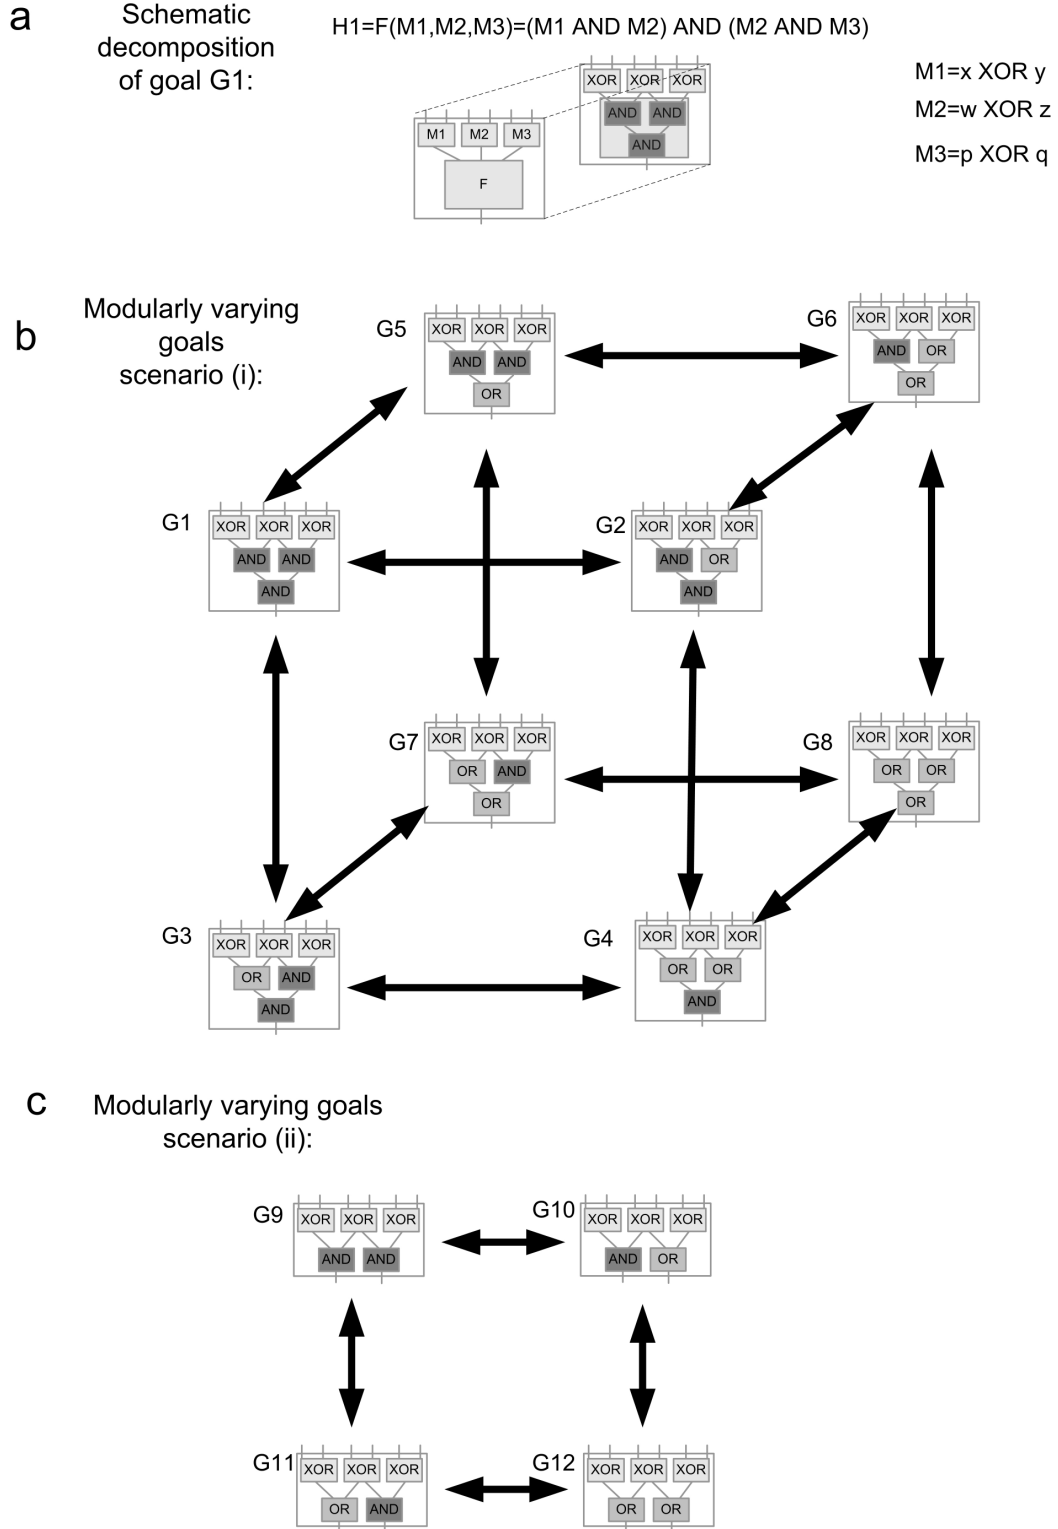 a
Schematic
decomposition
of goal G1:
H1=F(M1,M2,M3)=(M1 AND M2) AND (M2 AND M3)
M1=x XOR y
M2=w XOR z
M3=p XOR q
XOR XOR XOR
AND AND
AND
M1 M2 M3
F
b
Modularly varying
goals
scenario (i):
G5
XOR XOR XOR
AND AND
OR
G6
XOR XOR XOR
AND OR
OR
G1
XOR XOR XOR
AND AND
AND
G2
XOR XOR XOR
AND OR
AND
G7
XOR XOR XOR
OR AND
OR
G8
XOR XOR XOR
OR OR
OR
G3
XOR XOR XOR
OR AND
AND
G4
XOR XOR XOR
OR OR
AND
c
Modularly varying goals
scenario (ii):
G9
XOR XOR XOR
AND AND
G10
XOR XOR XOR
AND OR
G11
XOR XOR XOR
OR AND
G12
XOR XOR XOR
OR OR